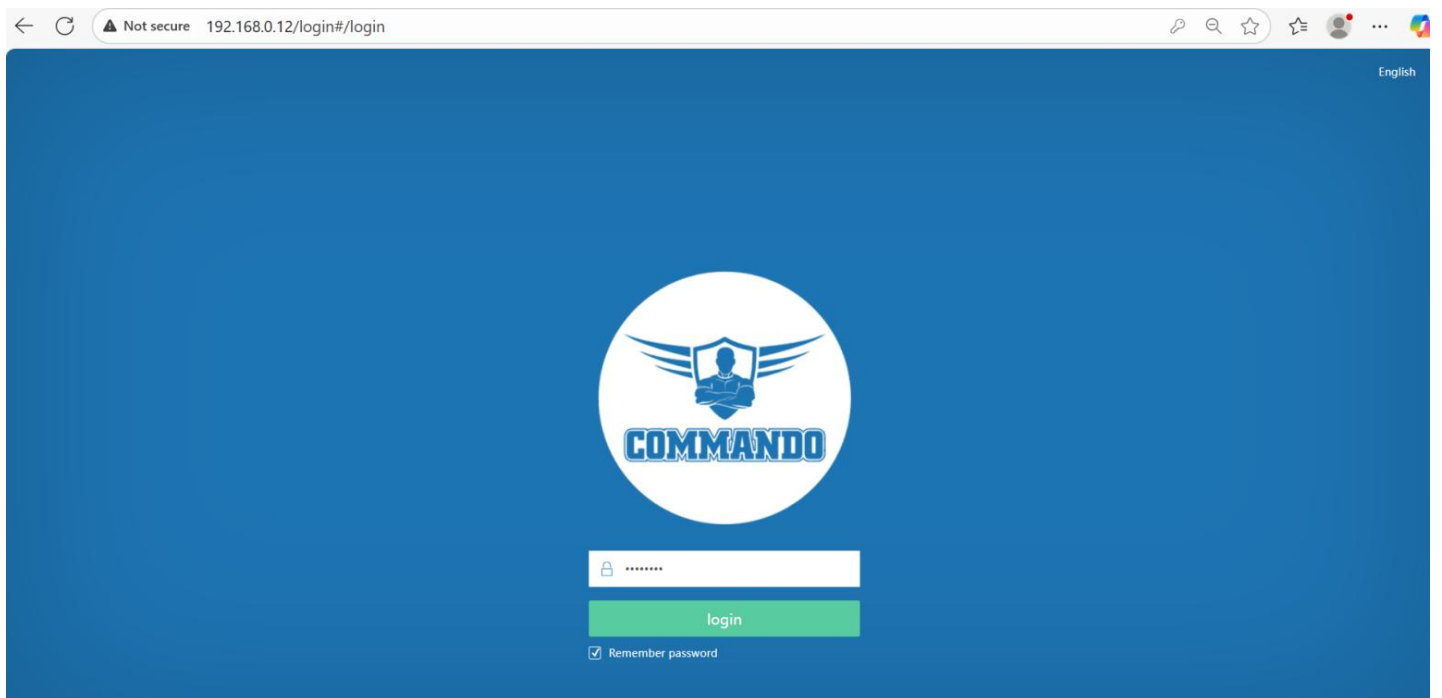 Not secure 192.168.0.12/login#/login
English
COMMANDO
••••••••
login
Remember password